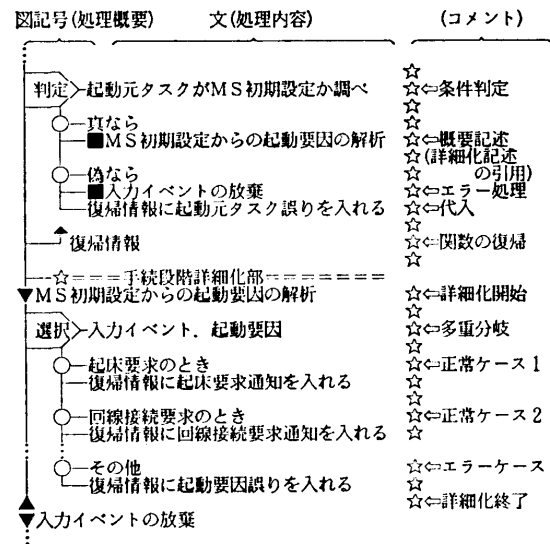 図記号(処理概要) 文(処理内容) (コメント)
☆
判定 起動元タスクがMS初期設定か調べ ☆⇦条件判定
☆
真なら ☆
■MS初期設定からの起動要因の解析 ☆⇦概要記述
☆(詳細化記述
偽なら ☆ の引用)
■入力イベントの放棄 ☆⇦エラー処理
復帰情報に起動元タスク誤りを入れる ☆⇦代入
☆
復帰情報 ☆⇦関数の復帰
☆
☆====手続段階詳細化部======
▼MS初期設定からの起動要因の解析 ☆⇦詳細化開始
☆
選択 入力イベント.起動要因 ☆⇦多重分岐
☆
起床要求のとき ☆⇦正常ケース1
復帰情報に起床要求通知を入れる ☆
☆
回線接続要求のとき ☆⇦正常ケース2
復帰情報に回線接続要求通知を入れる ☆
その他 ☆⇦エラーケース
復帰情報に起動要因誤りを入れる ☆
☆⇦詳細化終了
▼入力イベントの放棄